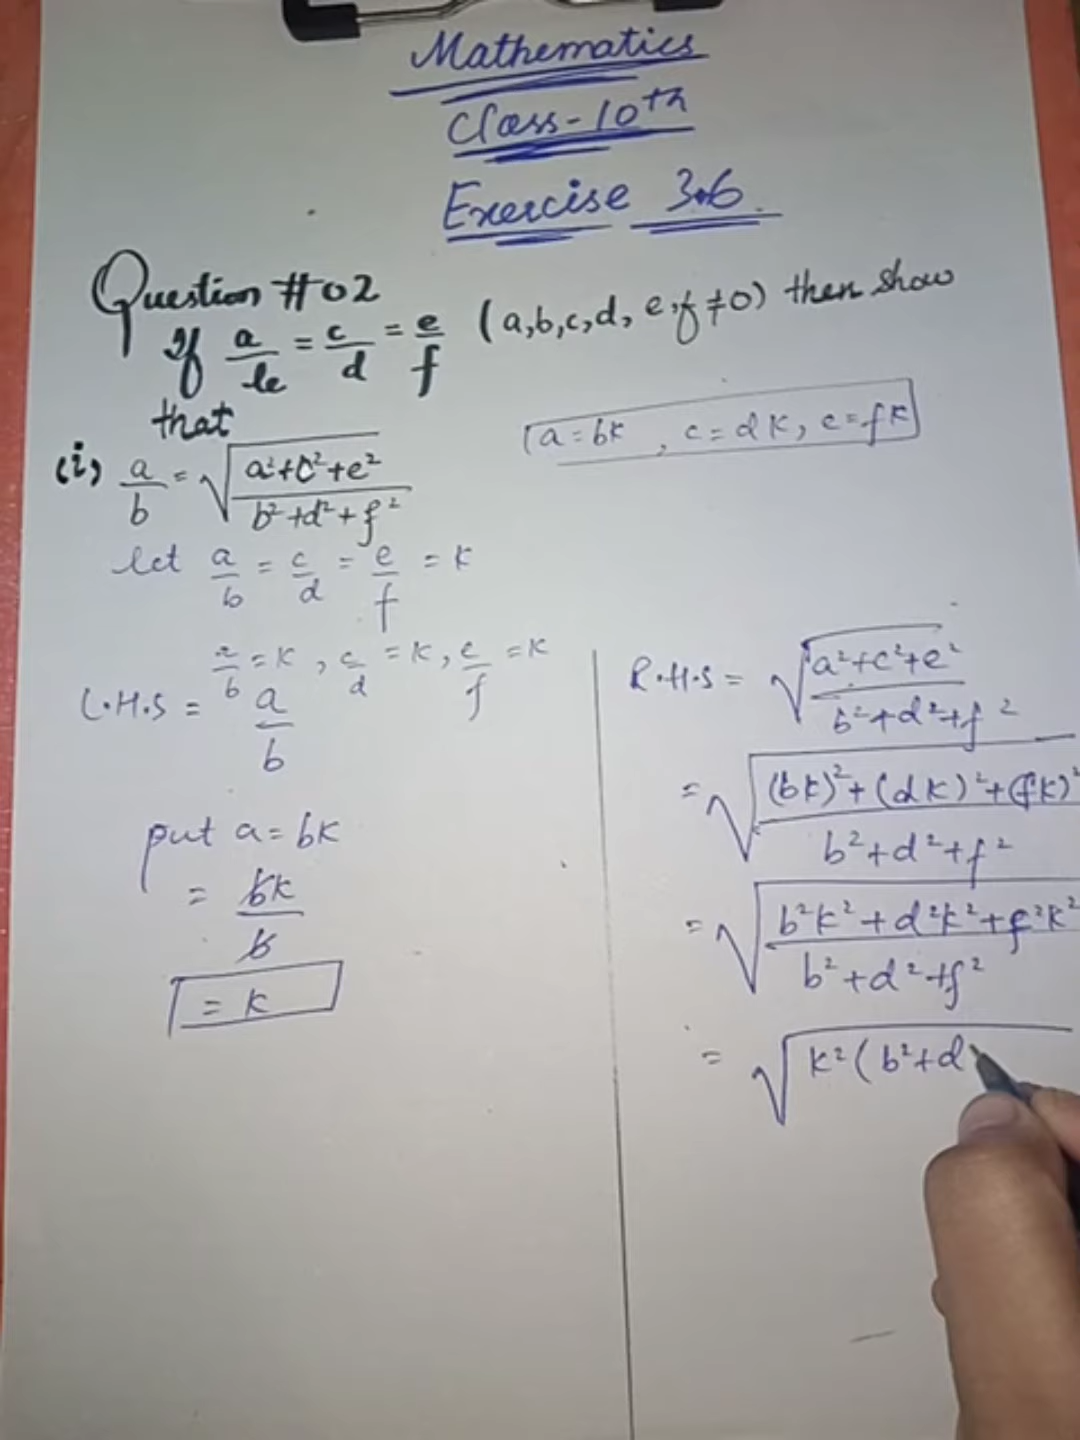 Mathematics
Class-10th
Exercise 3.6
Question #02
If a/b = c/d = e/f (a,b,c,d, e,f ≠0) then show
that
a=bk , c=dk, e=fk
(i) a/b = √(a²+c²+e²/b²+d²+f²)
let a/b = c/d = e/f = k
a/b = k , c/d = k, e/f = k
L.H.S = a/b
put a=bk
= bk/b
= k
R.H.S = √(a²+c²+e²/b²+d²+f²)
= √((bk)²+(dk)²+(fk)²/b²+d²+f²)
= √(b²k²+d²k²+f²k²/b²+d²+f²)
= √k²(b²+d